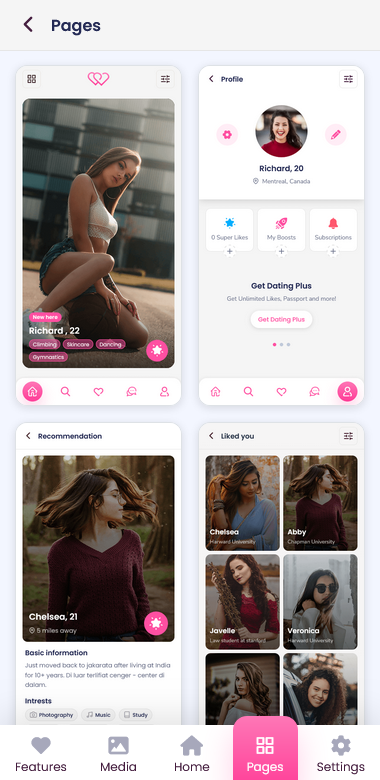 Pages
New here
Richard , 22
Climbing Skincare Dancing
Gymnastics
Profile
Richard, 20
Mentreal, Canada
0 Super Likes My Boosts Subscriptions
Get Dating Plus
Get Unlimited Likes, Passport and more!
Get Dating Plus
Recommendation
Chelsea, 21
5 miles away
Basic information
Just moved back to jakarata after living at India
for 10+ years. Di luar terlifiat cenger - center di
dalam.
Intrests
Photography Music Study
Liked you
Chelsea
Harward University
Abby
Chapman University
Javelle
Law student at stanford
Veronica
Harward University
Features Media Home Pages Settings